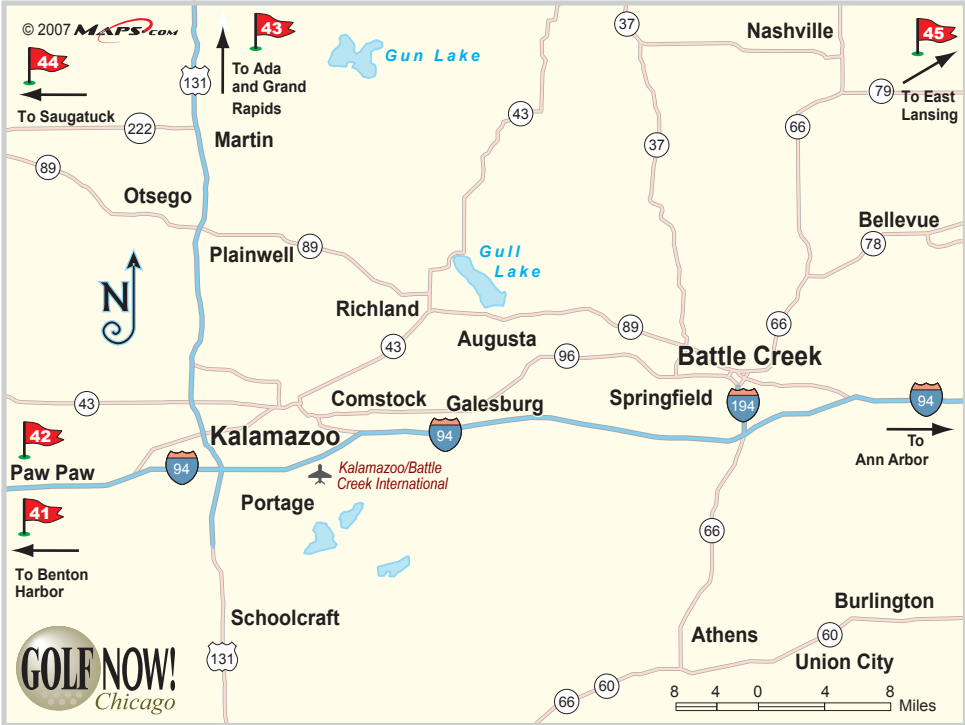 © 2007 MAPS.COM
43
To Ada
and Grand
Rapids
44
To Saugatuck
131
222
Martin
Gun Lake
37
Nashville
45
To East
Lansing
79
43
37
66
89
Otsego
Plainwell
89
Bellevue
78
N
Gull
Lake
Richland
43
Augusta
89
66
96
Battle Creek
43
Comstock
Galesburg
Springfield
194
94
To
Ann Arbor
42
Paw Paw
94
Kalamazoo
94
Kalamazoo/Battle
Creek International
Portage
41
To Benton
Harbor
66
Schoolcraft
131
Athens
Burlington
60
Union City
60
66
GOLF NOW!
Chicago
8 4 0 4 8
Miles